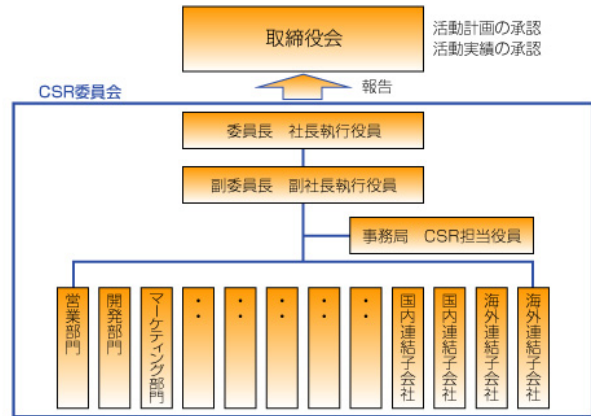 取締役会
活動計画の承認
活動実績の承認
報告
CSR委員会
委員長 社長執行役員
副委員長 副社長執行役員
事務局 CSR担当役員
営業部門
開発部門
マーケティング部門
・・
・・
・・
・・
・・
国内連結子会社
国内連結子会社
海外連結子会社
海外連結子会社